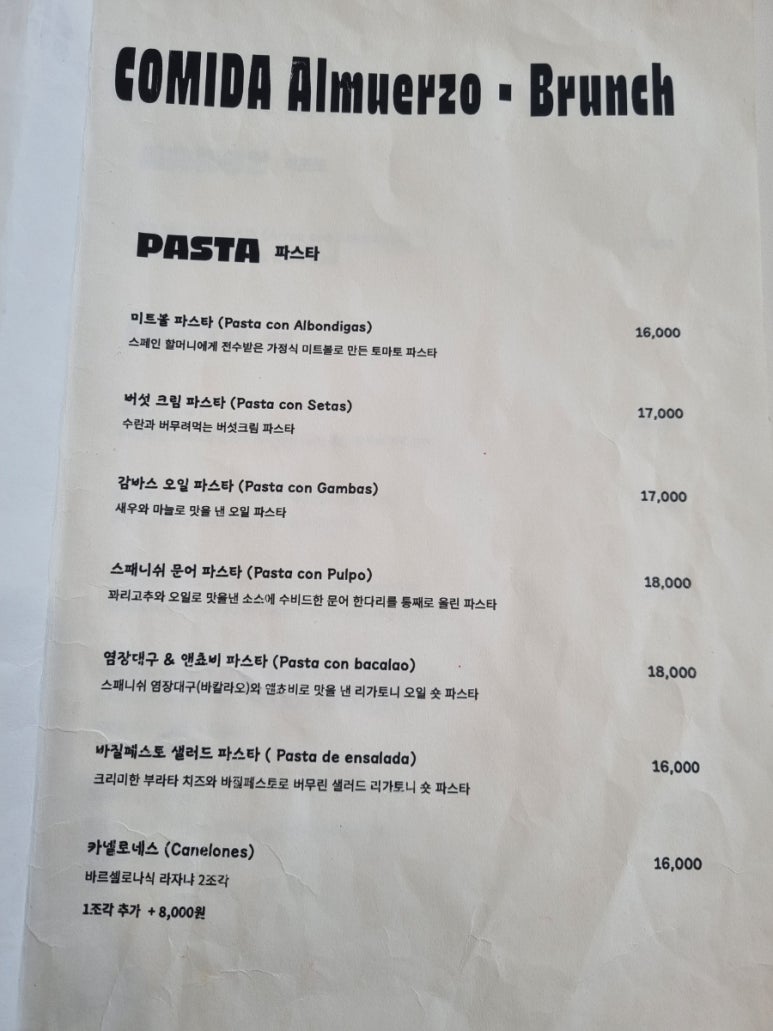 COMIDA Almuerzo · Brunch
PASTA 파스타
미트볼 파스타 (Pasta con Albondigas) 16,000
스페인 할머니에게 전수받은 가정식 미트볼로 만든 토마토 파스타
버섯 크림 파스타 (Pasta con Setas) 17,000
수란과 버무려먹는 버섯크림 파스타
감바스 오일 파스타 (Pasta con Gambas) 17,000
새우와 마늘로 맛을 낸 오일 파스타
스패니쉬 문어 파스타 (Pasta con Pulpo) 18,000
꽈리고추와 오일로 맛을낸 소스에 수비드한 문어 한다리를 통째로 올린 파스타
염장대구 & 앤쵸비 파스타 (Pasta con bacalao) 18,000
스패니쉬 염장대구(바칼라오)와 앤쵸비로 맛을 낸 리가토니 오일 숏 파스타
바질페스토 샐러드 파스타 ( Pasta de ensalada) 16,000
크리미한 부라타 치즈와 바질페스토로 버무린 샐러드 리가토니 숏 파스타
카넬로네스 (Canelones) 16,000
바르셀로나식 라자냐 2조각
1조각 추가 +8,000원